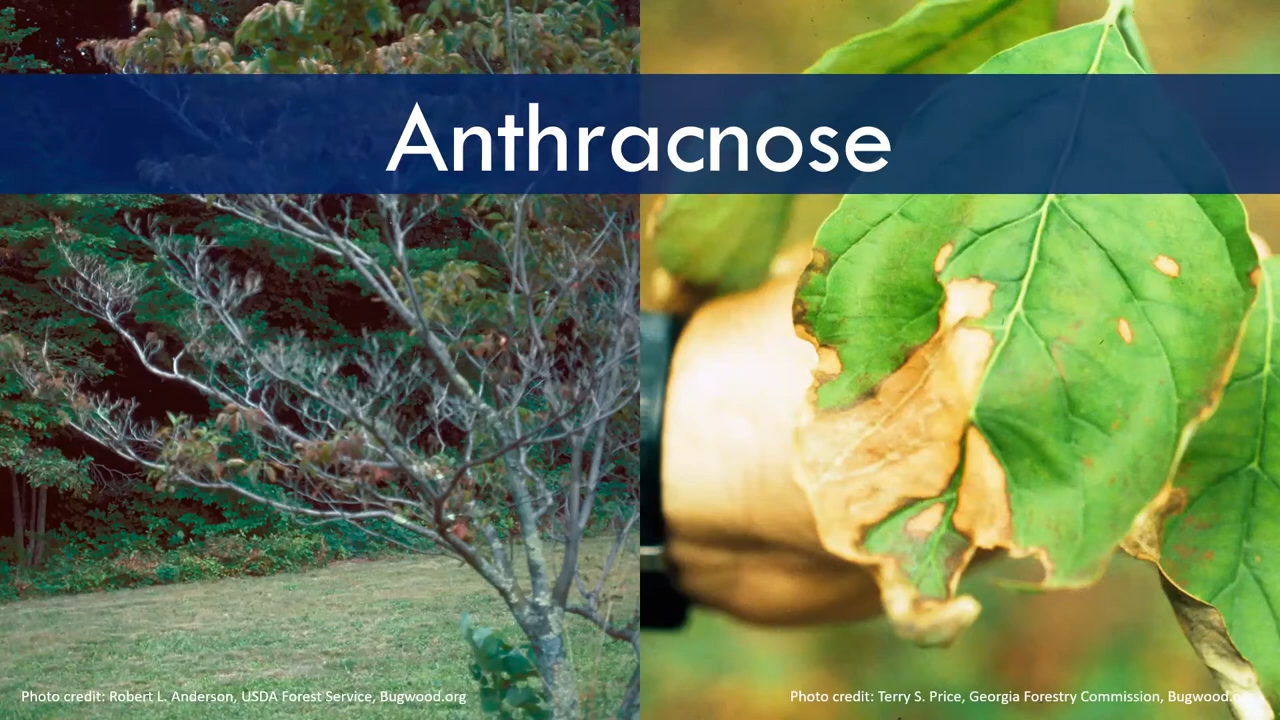 Anthracnose
Photo credit: Robert L. Anderson, USDA Forest Service, Bugwood.org
Photo credit: Terry S. Price, Georgia Forestry Commission, Bugwood.org